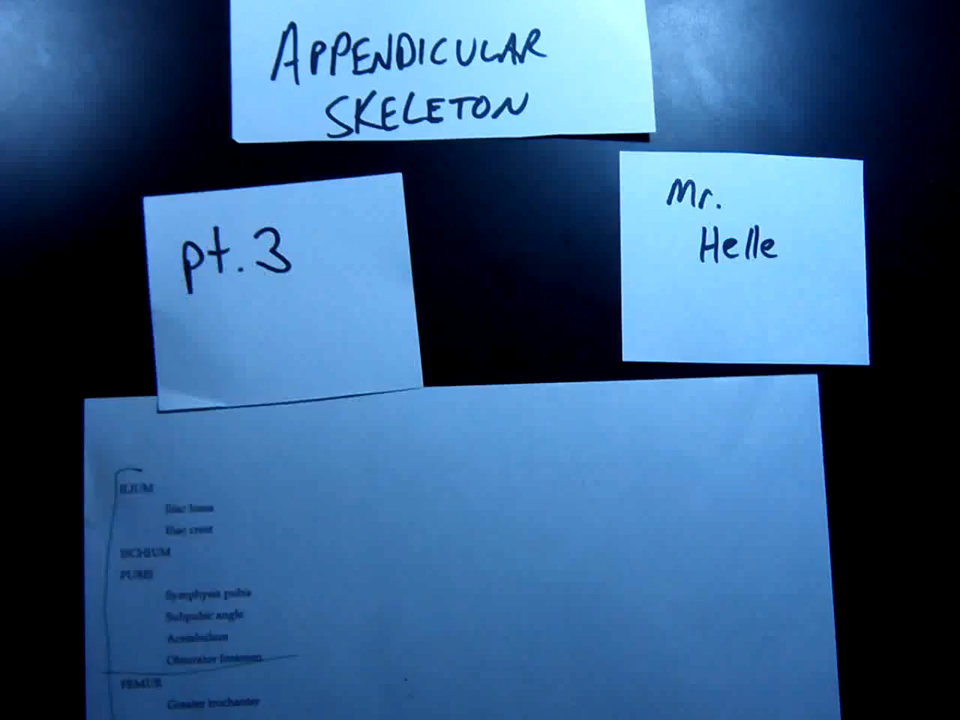 APPENDICULAR
SKELETON
pt. 3
Mr.
Helle
ILIUM
Iliac fossa
Iliac crest
ISCHIUM
PUBIS
Symphysis pubis
Subpubic angle
Acetabulum
Obturator foramen
FEMUR
Greater trochanter